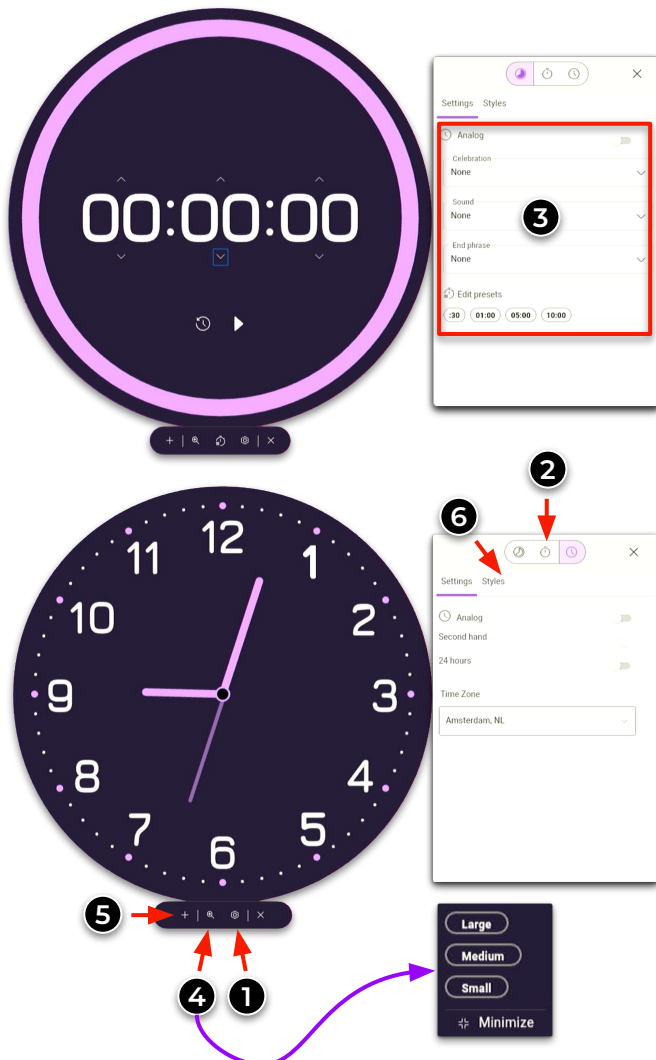 00:00:00
Settings Styles
Analog
Celebration
None
Sound
None
3
End phrase
None
Edit presets
:30 01:00 05:00 10:00
2
6
Settings Styles
Analog
Second hand
24 hours
Time Zone
Amsterdam, NL
12
11 1
10 2
9 3
8 4
7 5
6
5
4 1
Large
Medium
Small
Minimize